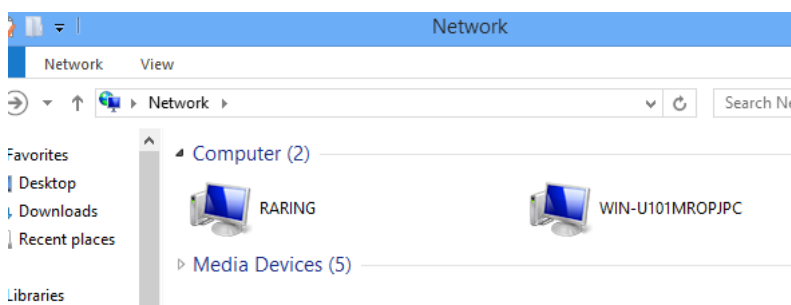 Network
Network View
Network
Search Ne
Favorites
Desktop
Downloads
Recent places
Libraries
Computer (2)
RARING WIN-U101MROPJPC
Media Devices (5)